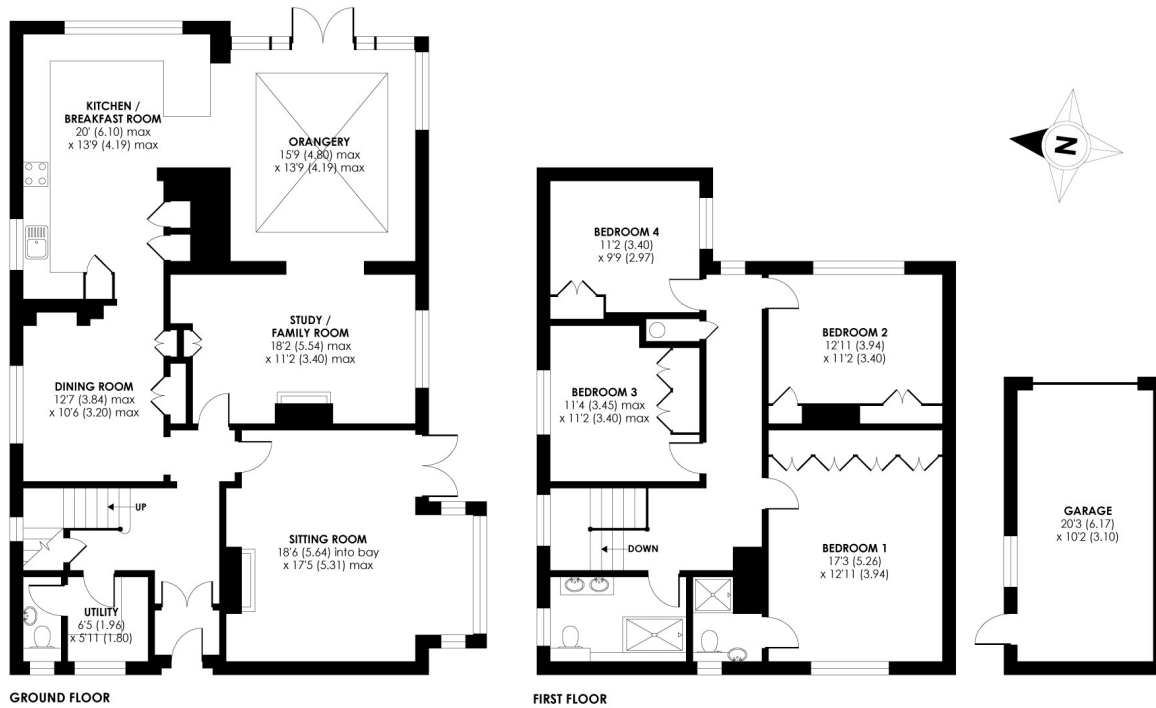 KITCHEN /
BREAKFAST ROOM
20' (6.10) max
x 13'9 (4.19) max
ORANGERY
15'9 (4.80) max
x 13'9 (4.19) max
STUDY /
FAMILY ROOM
18'2 (5.54) max
x 11'2 (3.40) max
DINING ROOM
12'7 (3.84) max
x 10'6 (3.20) max
UP
SITTING ROOM
18'6 (5.64) into bay
x 17'5 (5.31) max
UTILITY
6'5 (1.96)
x 5'11 (1.80)
GROUND FLOOR
BEDROOM 4
11'2 (3.40)
x 9'9 (2.97)
BEDROOM 2
12'11 (3.94)
x 11'2 (3.40)
BEDROOM 3
11'4 (3.45) max
x 11'2 (3.40) max
DOWN
BEDROOM 1
17'3 (5.26)
x 12'11 (3.94)
FIRST FLOOR
N
GARAGE
20'3 (6.17)
x 10'2 (3.10)